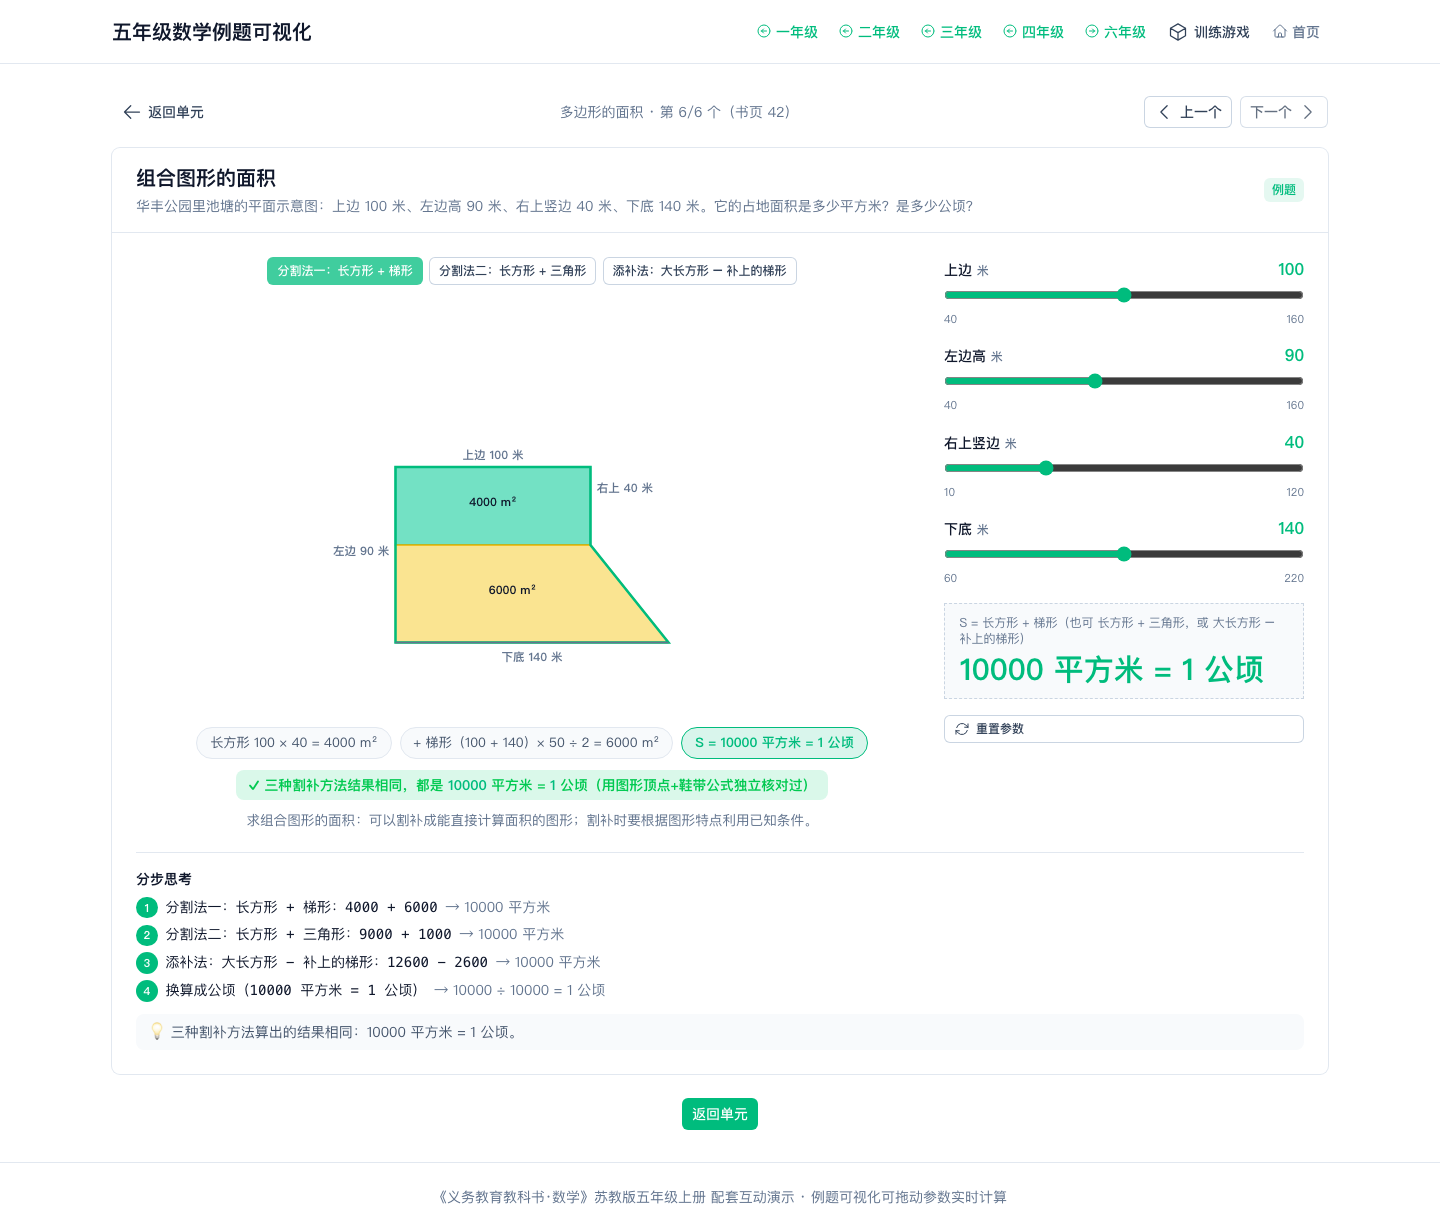 五年级数学例题可视化
一年级 二年级 三年级 四年级 六年级 训练游戏 首页
返回单元 多边形的面积 · 第 6/6 个（书页 42） 上一个 下一个
组合图形的面积
华丰公园里池塘的平面示意图：上边 100 米、左边高 90 米、右上竖边 40 米、下底 140 米。它的占地面积是多少平方米？是多少公顷？
例题
分割法一：长方形 + 梯形 分割法二：长方形 + 三角形 添补法：大长方形 − 补上的梯形
上边 100 米
右上 40 米
4000 m²
左边 90 米
6000 m²
下底 140 米
长方形 100 × 40 = 4000 m² + 梯形（100 + 140）× 50 ÷ 2 = 6000 m² S = 10000 平方米 = 1 公顷
✓ 三种割补方法结果相同，都是 10000 平方米 = 1 公顷（用图形顶点+鞋带公式独立核对过）
求组合图形的面积：可以割补成能直接计算面积的图形；割补时要根据图形特点利用已知条件。
上边 米 100
40 160
左边高 米 90
40 160
右上竖边 米 40
10 120
下底 米 140
60 220
S = 长方形 + 梯形（也可 长方形 + 三角形，或 大长方形 −
补上的梯形）
10000 平方米 = 1 公顷
重置参数
分步思考
1 分割法一：长方形 + 梯形：4000 + 6000 → 10000 平方米
2 分割法二：长方形 + 三角形：9000 + 1000 → 10000 平方米
3 添补法：大长方形 − 补上的梯形：12600 − 2600 → 10000 平方米
4 换算成公顷（10000 平方米 = 1 公顷） → 10000 ÷ 10000 = 1 公顷
💡 三种割补方法算出的结果相同：10000 平方米 = 1 公顷。
返回单元
《义务教育教科书·数学》苏教版五年级上册 配套互动演示 · 例题可视化可拖动参数实时计算